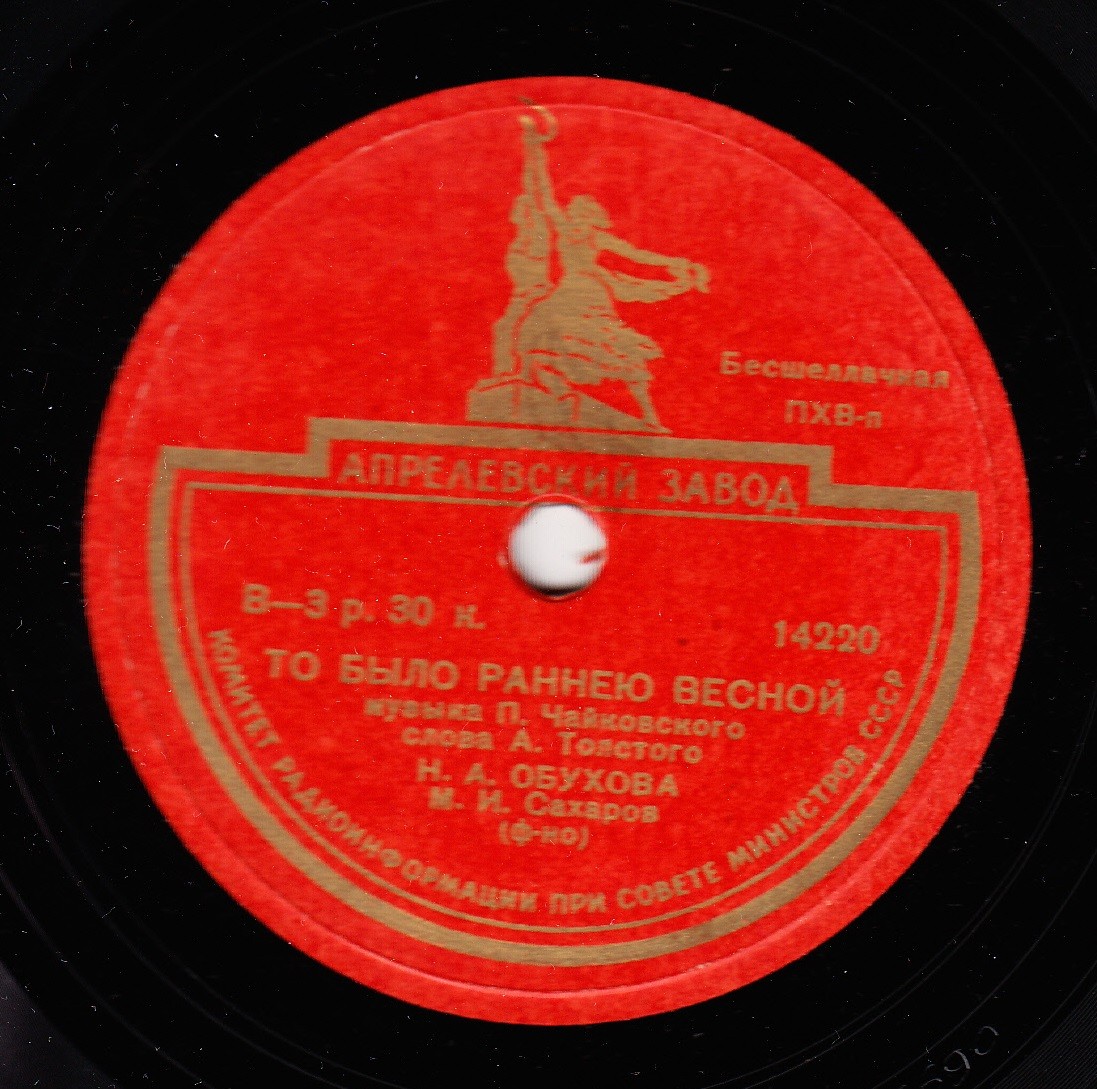 Бесшеллачная
ПХВ-п
АПРЕЛЕВСКИЙ ЗАВОД
В—3 р. 30 к.
14220
ТО БЫЛО РАННЕЮ ВЕСНОЙ
музыка П. Чайковского
слова А. Толстого
Н. А. ОБУХОВА
М. И. Сахаров
(ф-но)
КОМИТЕТ РАДИОИНФОРМАЦИИ ПРИ СОВЕТЕ МИНИСТРОВ СССР